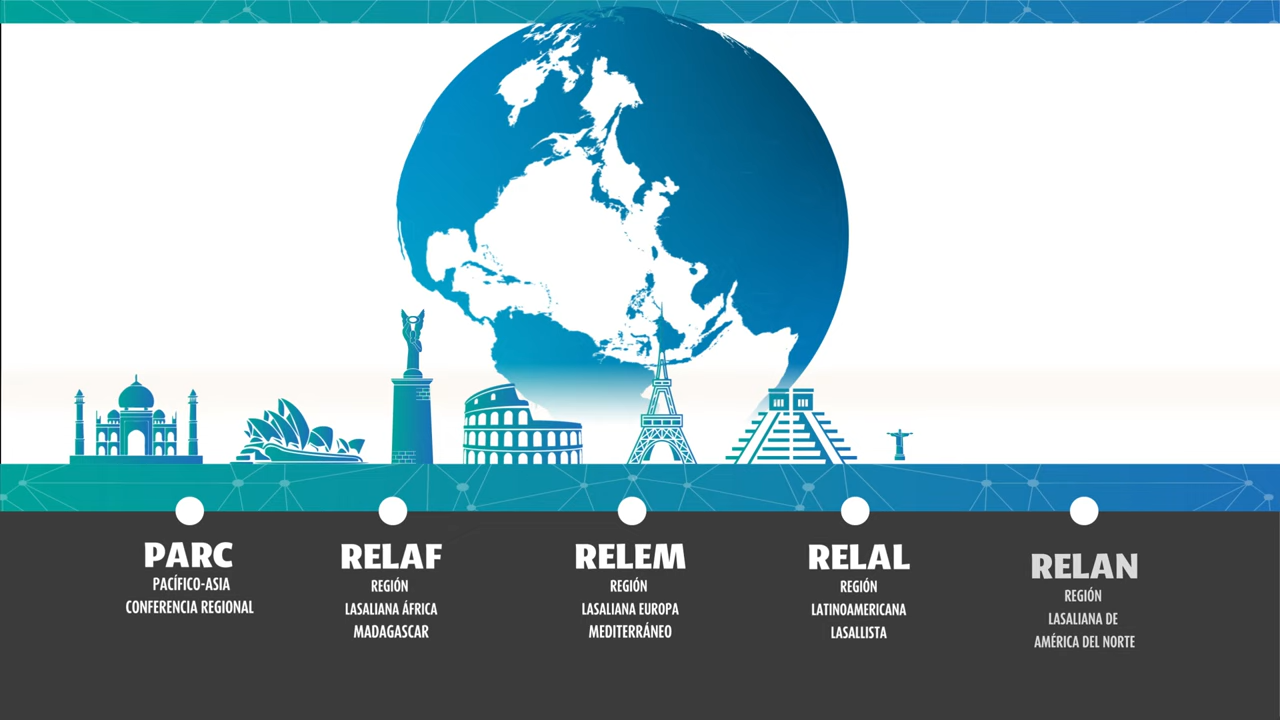 PARC
PACÍFICO-ASIA
CONFERENCIA REGIONAL
RELAF
REGIÓN
LASALIANA ÁFRICA
MADAGASCAR
RELEM
REGIÓN
LASALIANA EUROPA
MEDITERRÁNEO
RELAL
REGIÓN
LATINOAMERICANA
LASALLISTA
RELAN
REGIÓN
LASALIANA DE
AMÉRICA DEL NORTE